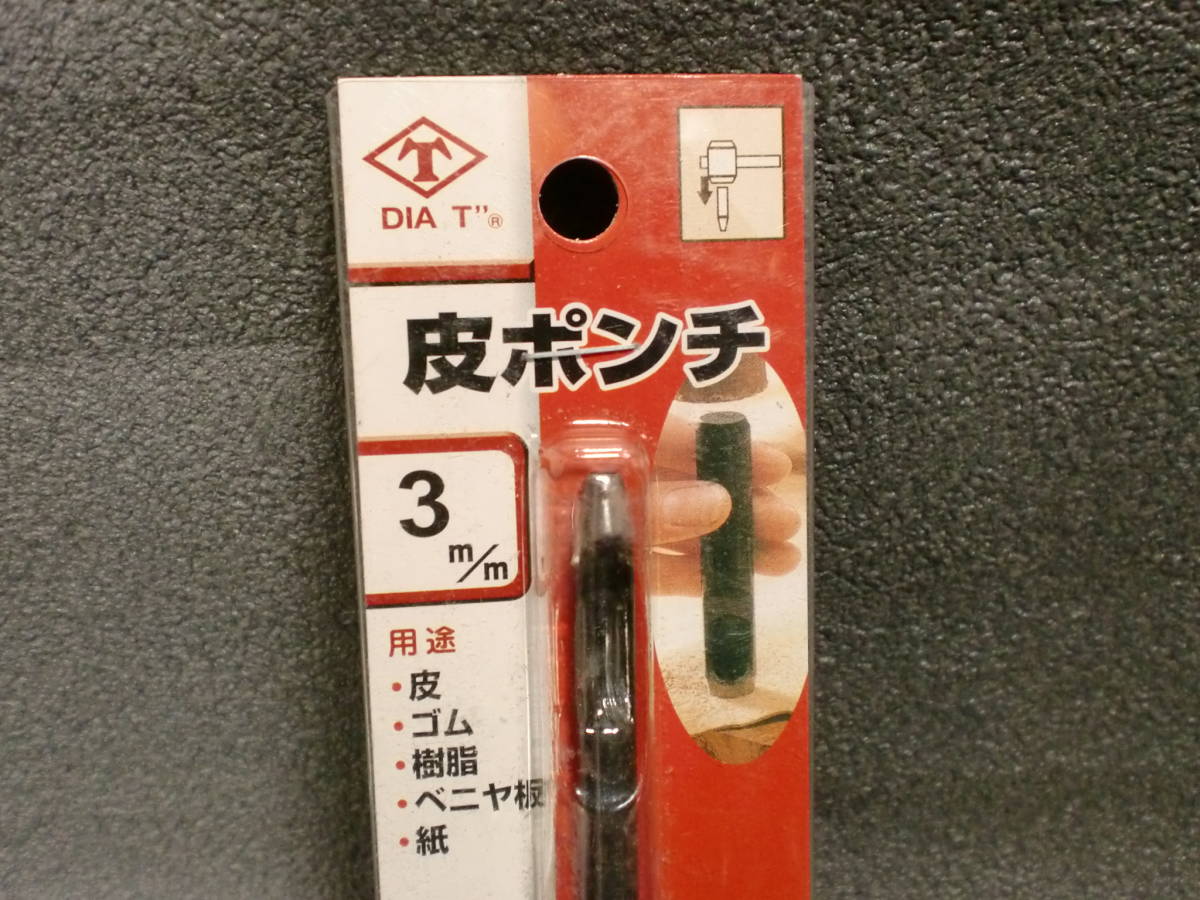 T
DIA T"®
皮ポンチ
3 m/m
用途
・皮
・ゴム
・樹脂
・ベニヤ板
・紙